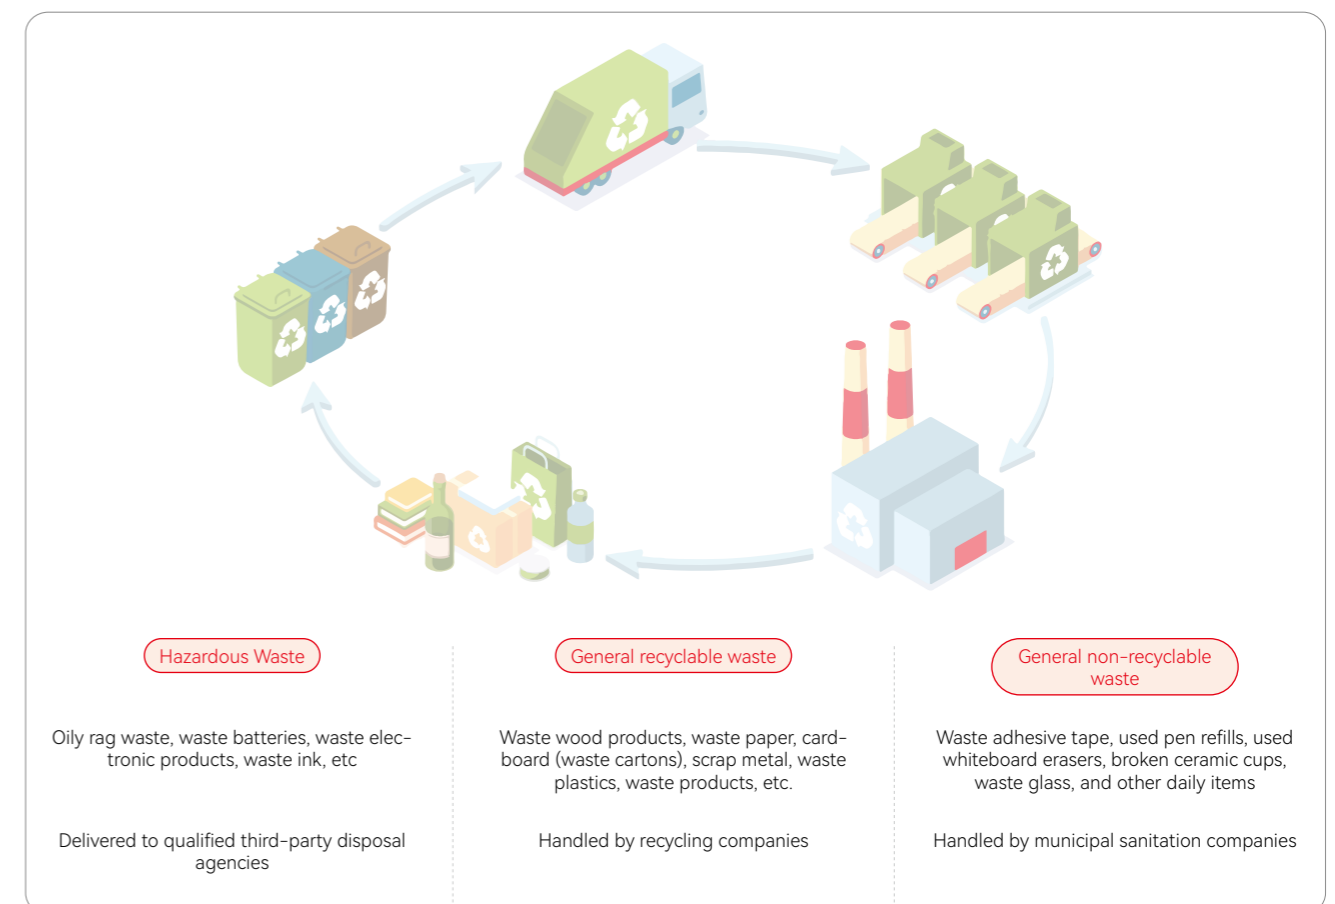 Hazardous Waste
Oily rag waste, waste batteries, waste elec-
tronic products, waste ink, etc
Delivered to qualified third-party disposal
agencies
General recyclable waste
Waste wood products, waste paper, card-
board (waste cartons), scrap metal, waste
plastics, waste products, etc.
Handled by recycling companies
General non-recyclable
waste
Waste adhesive tape, used pen refills, used
whiteboard erasers, broken ceramic cups,
waste glass, and other daily items
Handled by municipal sanitation companies